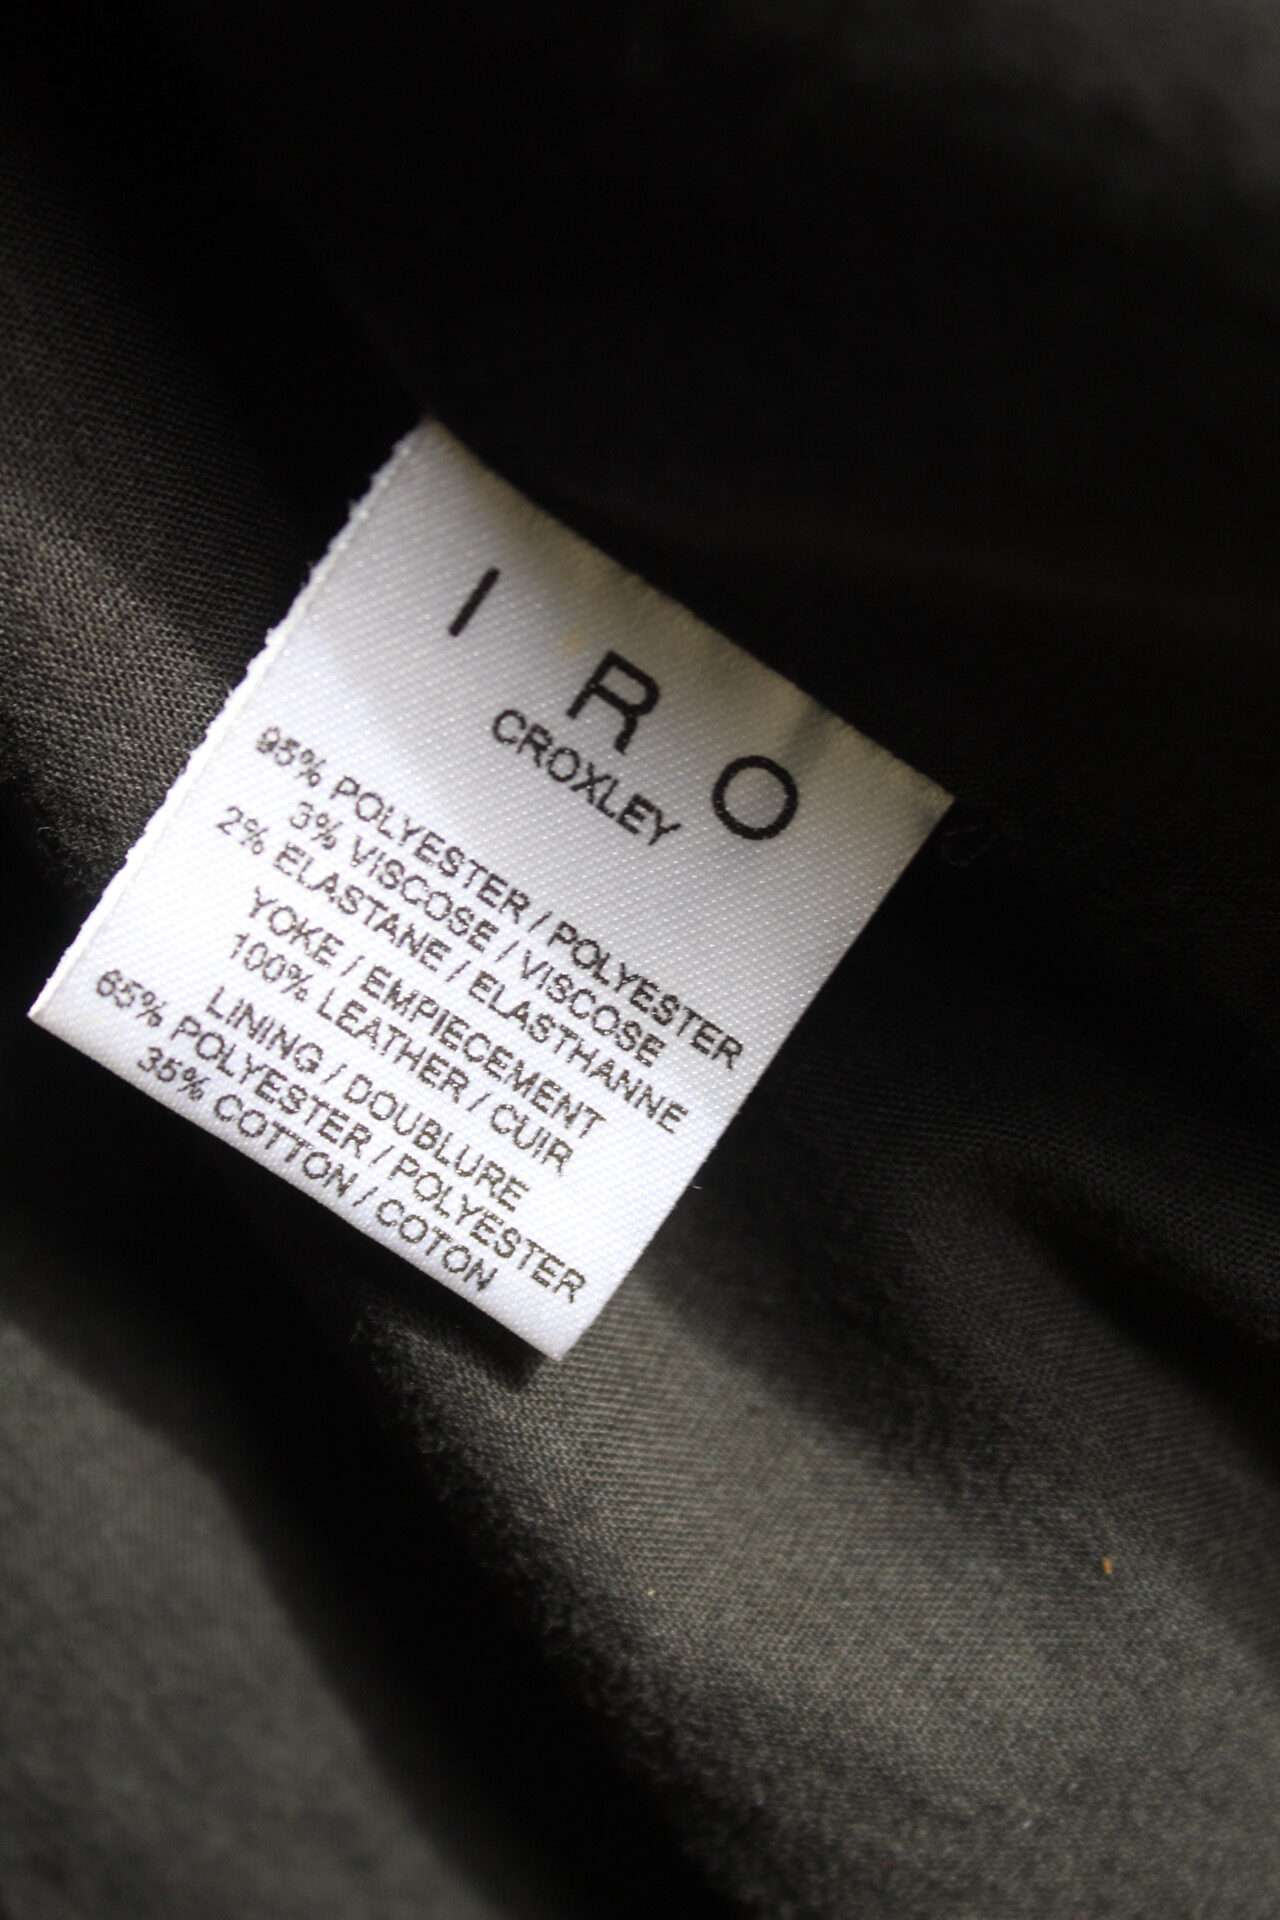 I R O
CROXLEY
95% POLYESTER / POLYESTER
3% VISCOSE / VISCOSE
2% ELASTANE / ELASTHANNE
YOKE / EMPIECEMENT
100% LEATHER / CUIR
LINING / DOUBLURE
65% POLYESTER / POLYESTER
35% COTTON / COTON